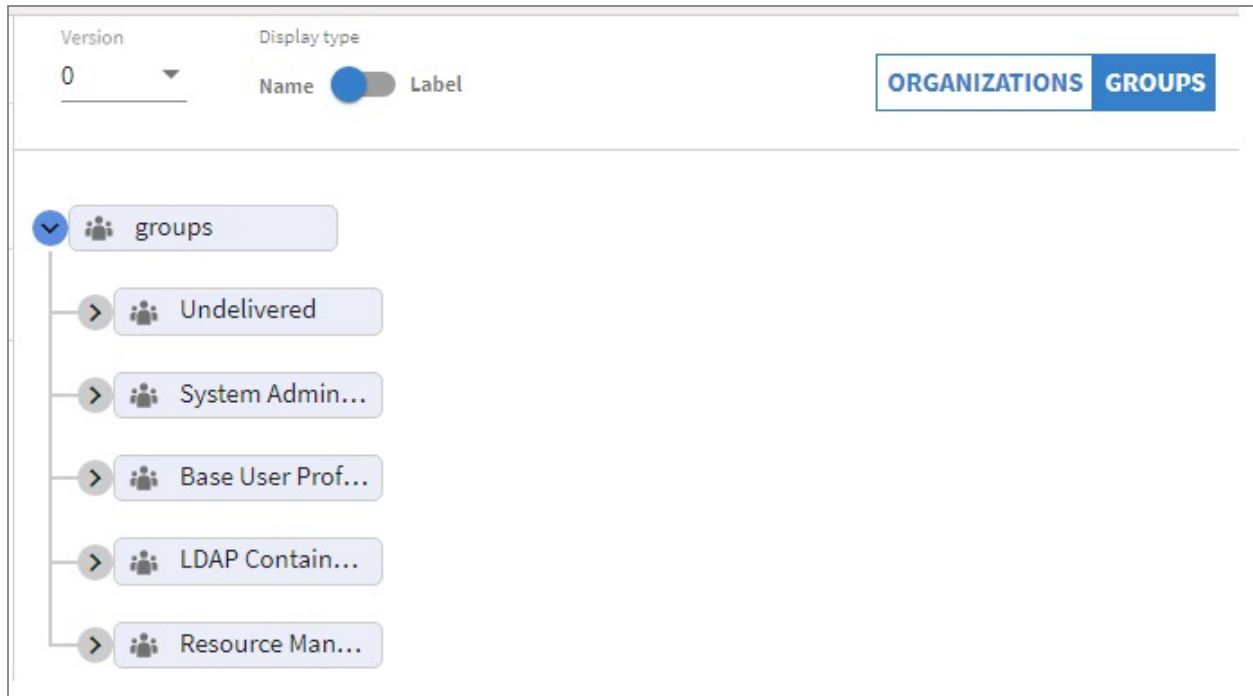 Version
Display type
0
Name
Label
ORGANIZATIONS
GROUPS
groups
Undelivered
System Admin...
Base User Prof...
LDAP Contain...
Resource Man...